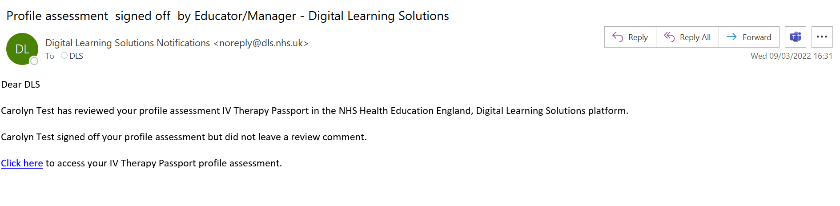 Profile assessment  signed off  by Educator/Manager - Digital Learning Solutions
DL
Digital Learning Solutions Notifications <noreply@dls.nhs.uk>
To DLS
Reply
Reply All
Forward
Wed 09/03/2022 16:31
Dear DLS
Carolyn Test has reviewed your profile assessment IV Therapy Passport in the NHS Health Education England, Digital Learning Solutions platform.
Carolyn Test signed off your profile assessment but did not leave a review comment.
Click here to access your IV Therapy Passport profile assessment.